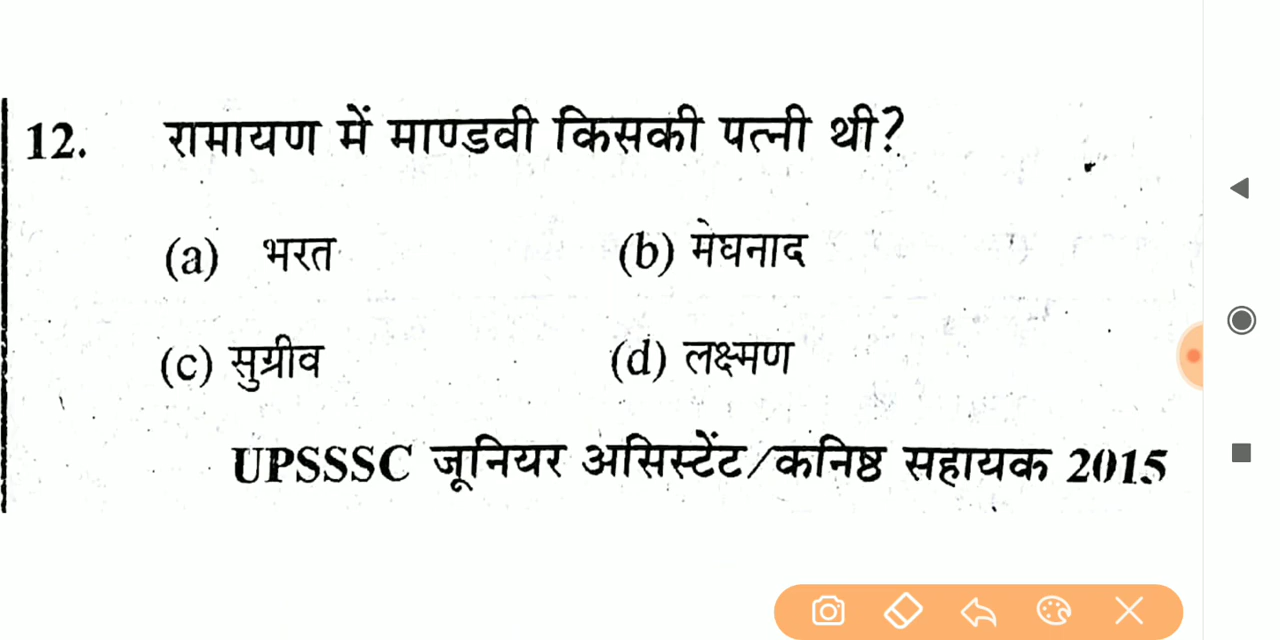 12. रामायण में माण्डवी किसकी पत्नी थी?
(a) भरत (b) मेघनाद
(c) सुग्रीव (d) लक्ष्मण
UPSSSC जूनियर असिस्टेंट/कनिष्ठ सहायक 2015